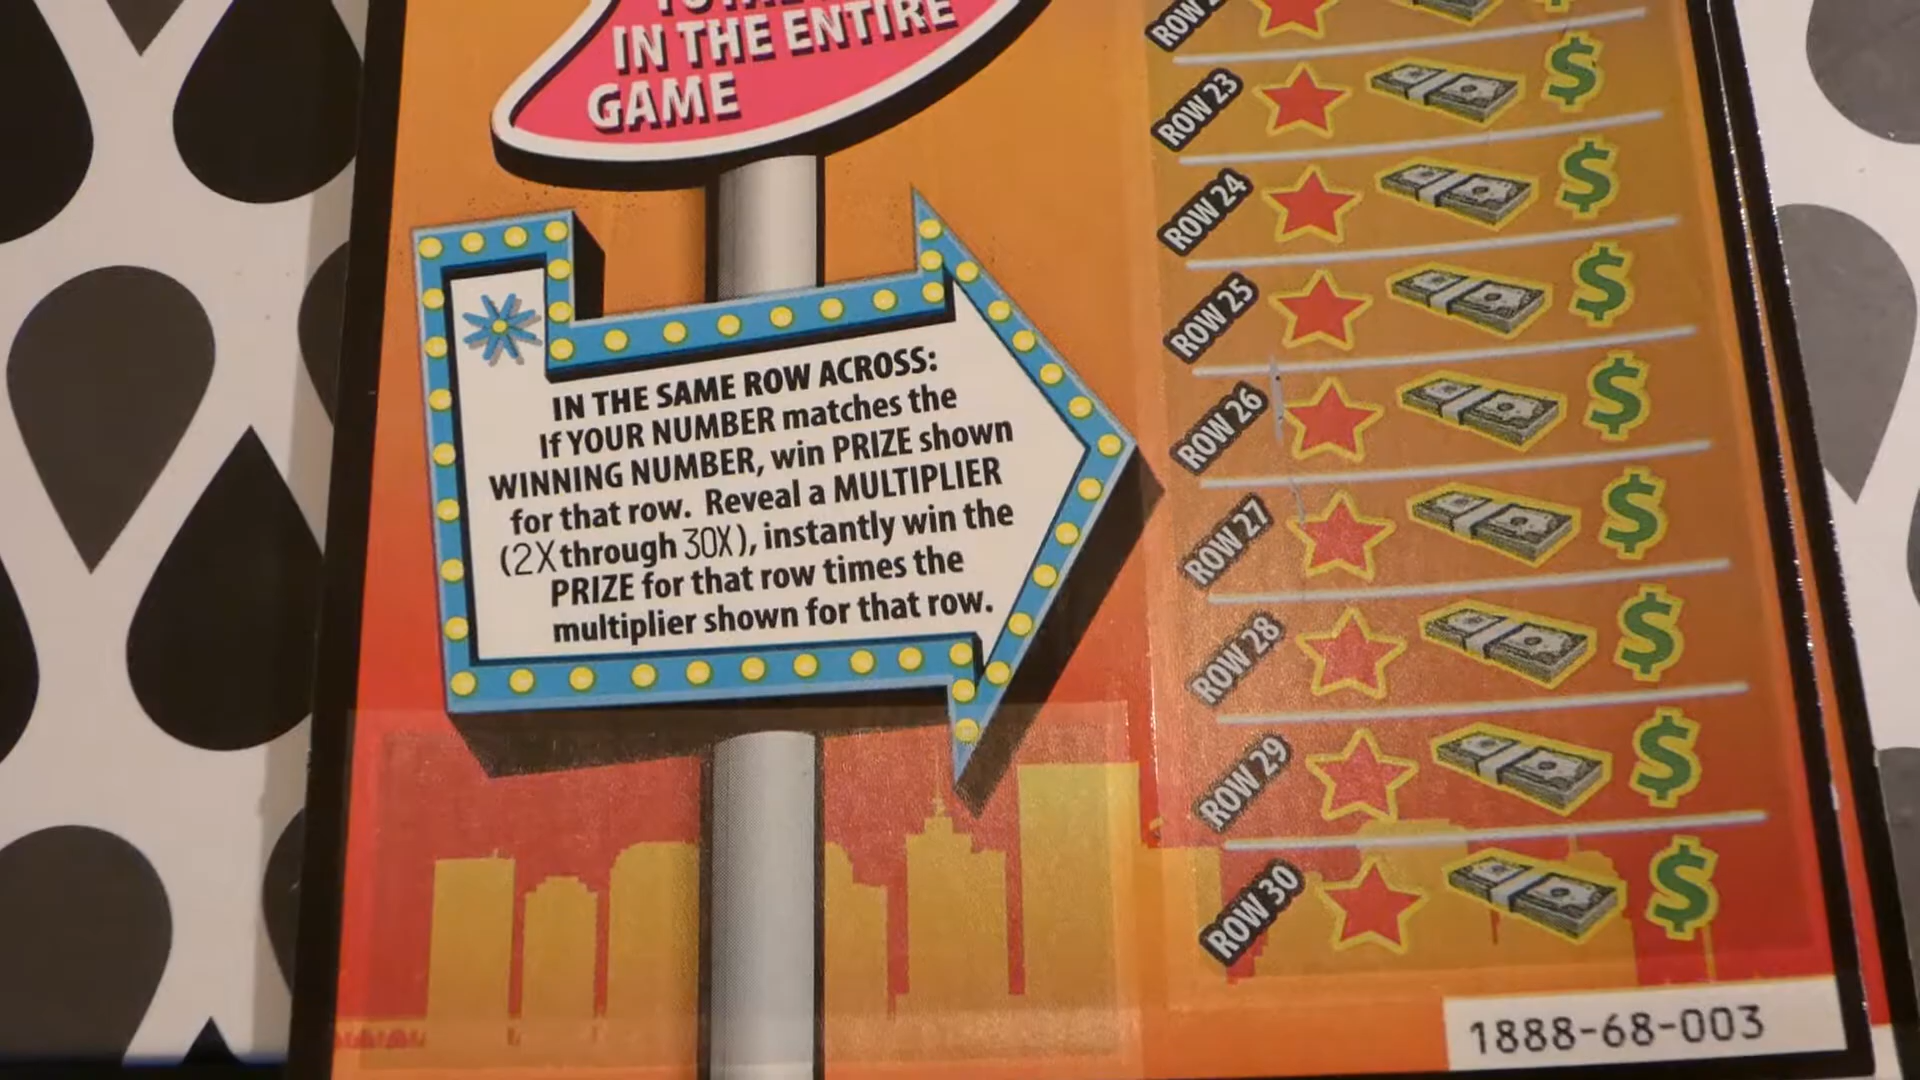 IN THE ENTIRE
GAME
IN THE SAME ROW ACROSS:
If YOUR NUMBER matches the
WINNING NUMBER, win PRIZE shown
for that row. Reveal a MULTIPLIER
(2X through 30X), instantly win the
PRIZE for that row times the
multiplier shown for that row.
ROW
ROW 23
$
ROW 24
$
ROW 25
$
ROW 26
$
ROW 27
$
ROW 28
$
ROW 29
$
ROW 30
$
1888-68-003